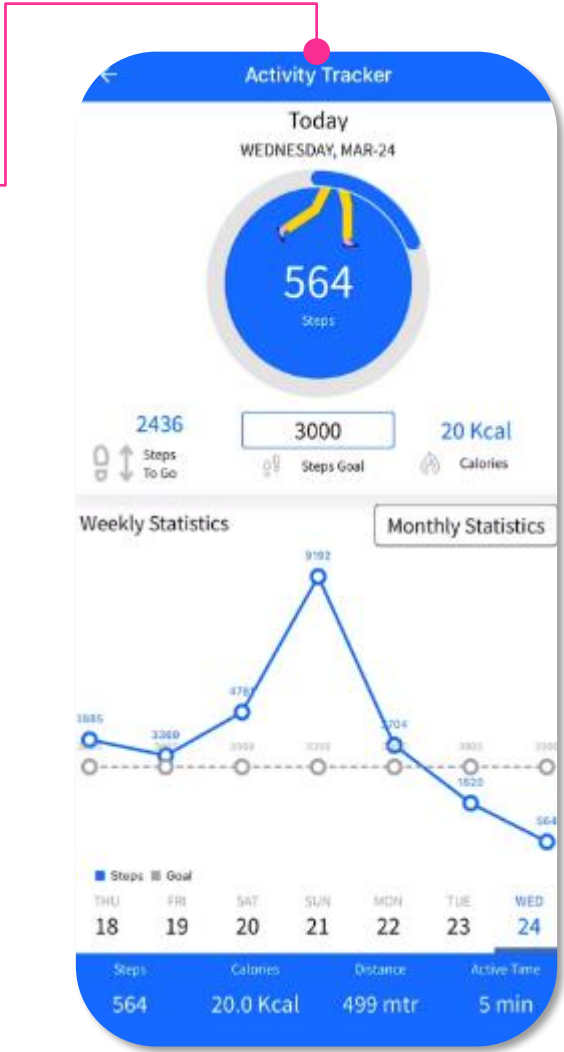 Activity Tracker
Today
WEDNESDAY, MAR-24
564
Steps
2436
Steps
To Go
3000
Steps Goal
20 Kcal
Calories
Weekly Statistics
Monthly Statistics
9192
1620
564
Steps Goal
THU FRI SAT SUN MON TUE WED
18 19 20 21 22 23 24
Steps Calories Distance Active Time
564 20.0 Kcal 499 mtr 5 min